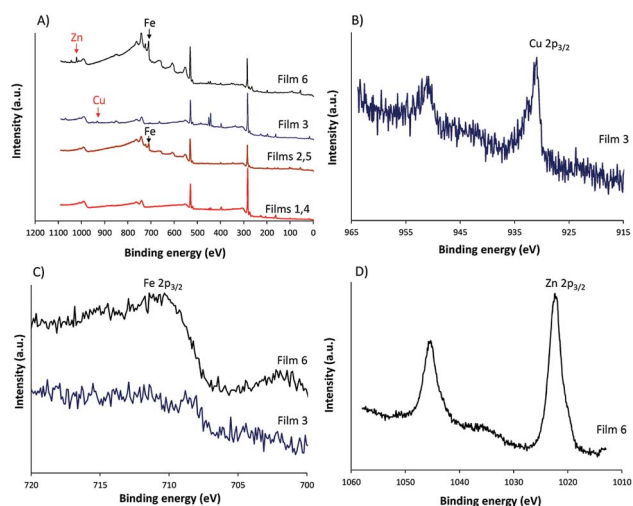 A)
Zn
Fe
Film 6
Cu
Film 3
Fe
Films 2,5
Films 1,4
Intensity (a.u.)
1200 1100 1000 900 800 700 600 500 400 300 200 100 0
Binding energy (eV)
B)
Cu 2p3/2
Film 3
Intensity (a.u.)
965 955 945 935 925 915
Binding energy (eV)
C)
Fe 2p3/2
Film 6
Film 3
Intensity (a.u.)
720 715 710 705 700
Binding energy (eV)
D)
Zn 2p3/2
Film 6
Intensity (a.u.)
1060 1050 1040 1030 1020 1010
Binding energy (eV)